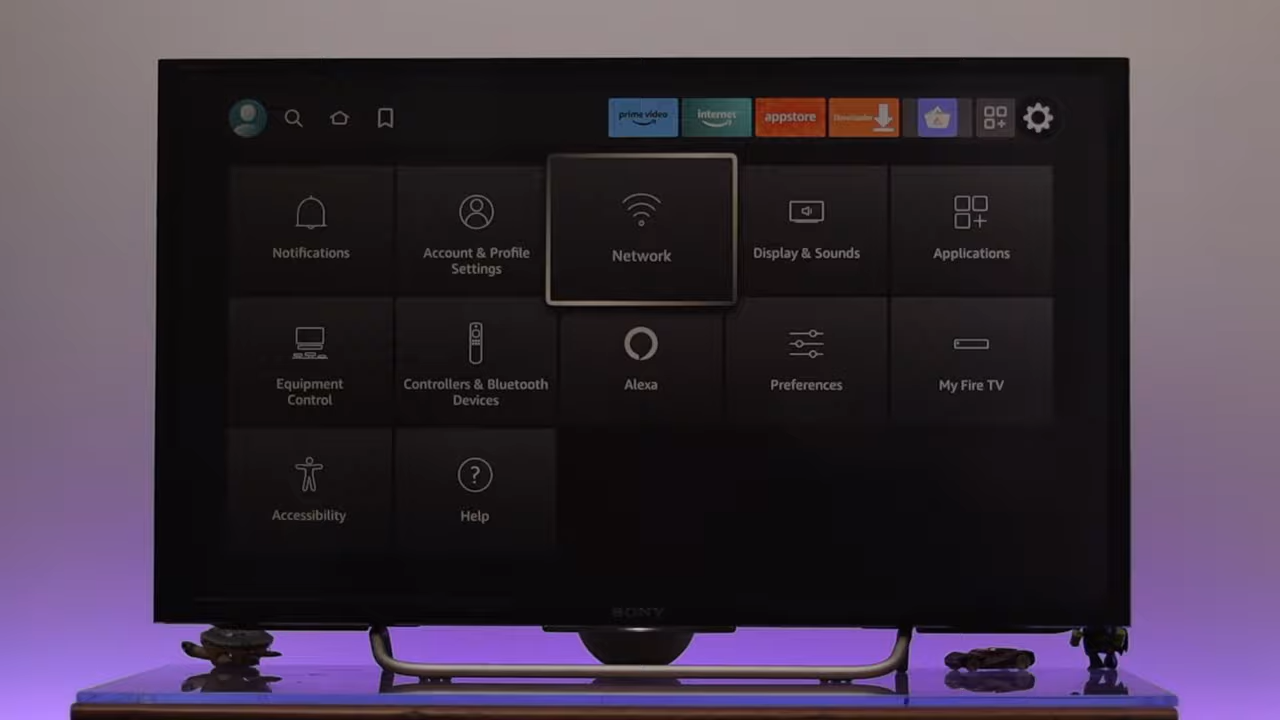 prime video
internet
appstore
Downloader
Notifications
Account & Profile
Settings
Network
Display & Sounds
Applications
Equipment
Control
Controllers & Bluetooth
Devices
Alexa
Preferences
My Fire TV
Accessibility
?
Help
SONY